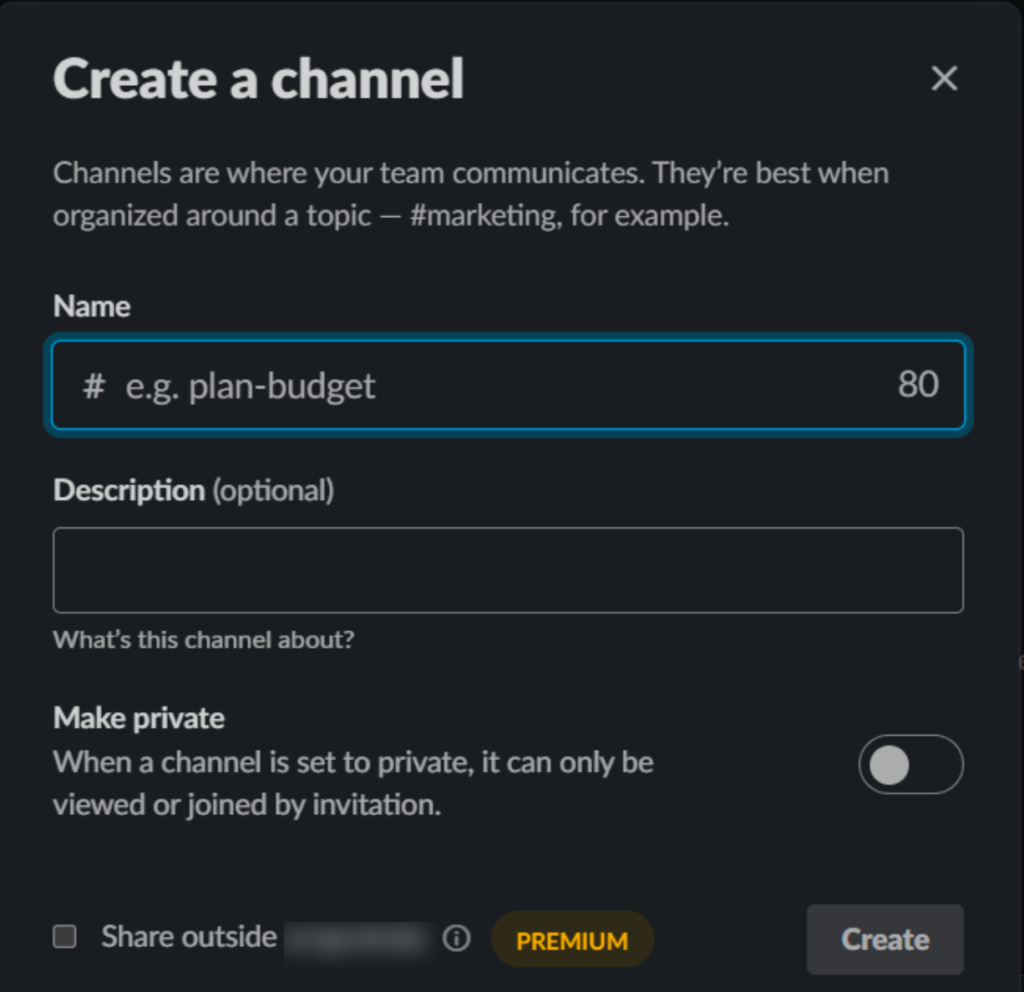 Create a channel
Channels are where your team communicates. They’re best when
organized around a topic — #marketing, for example.
Name
# e.g. plan-budget 80
Description (optional)
What’s this channel about?
Make private
When a channel is set to private, it can only be
viewed or joined by invitation.
Share outside PREMIUM Create